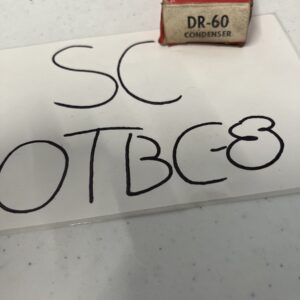 DR-60
CONDENSER
SC
OTBC-8